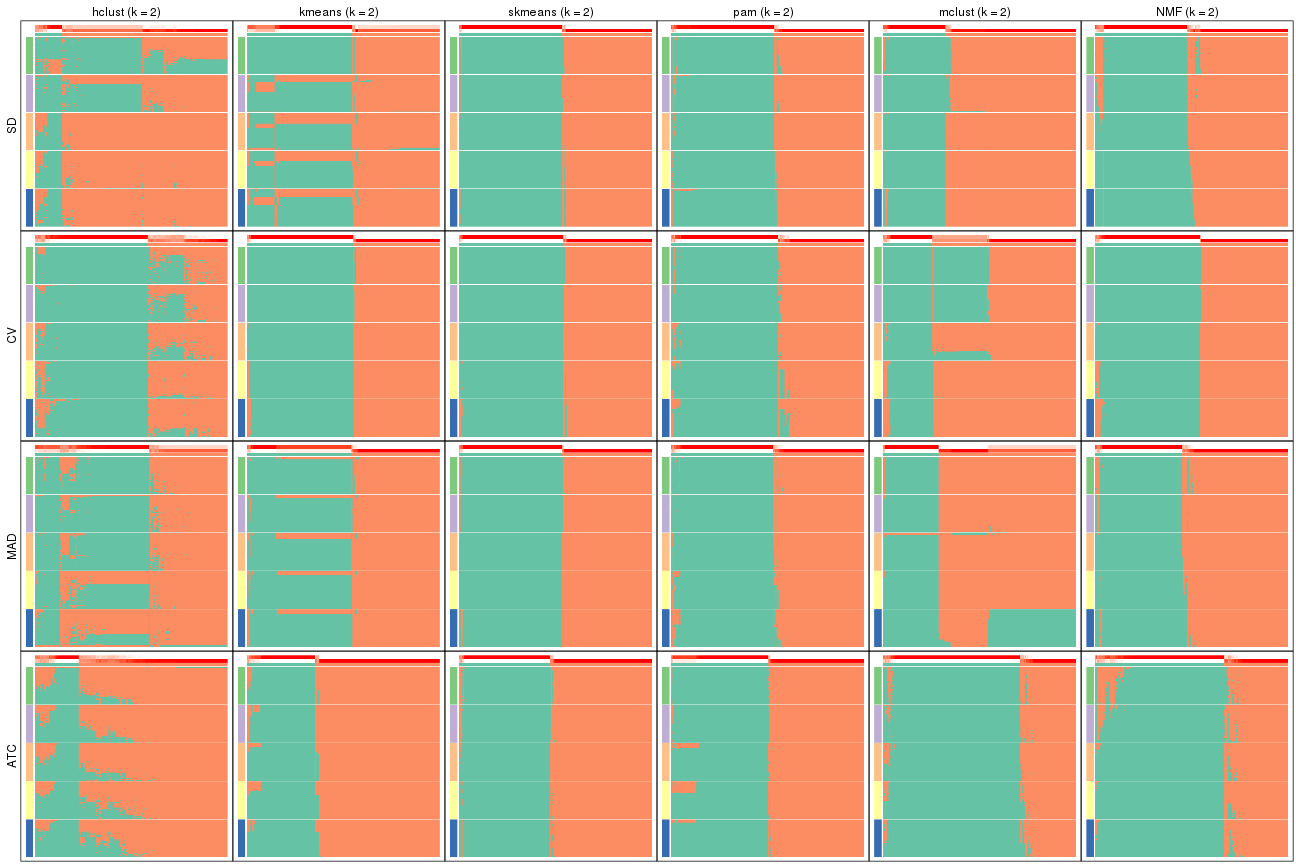 hclust (k = 2)
kmeans (k = 2)
skmeans (k = 2)
pam (k = 2)
mclust (k = 2)
NMF (k = 2)
SD
CV
MAD
ATC